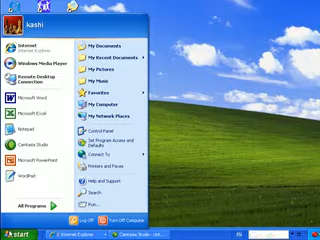 kashi
Internet
Internet Explorer
Windows Media Player
Remote Desktop
Connection
Microsoft Word
Microsoft Excel
Notepad
Camtasia Studio
Microsoft PowerPoint
WordPad
All Programs
My Documents
My Recent Documents
My Pictures
My Music
Favorites
My Computer
My Network Places
Control Panel
Set Program Access and
Defaults
Connect To
Printers and Faxes
Help and Support
Search
Run...
Log Off
Turn Off Computer
start
2 Internet Explorer
Camtasia Studio - Unti...
EN